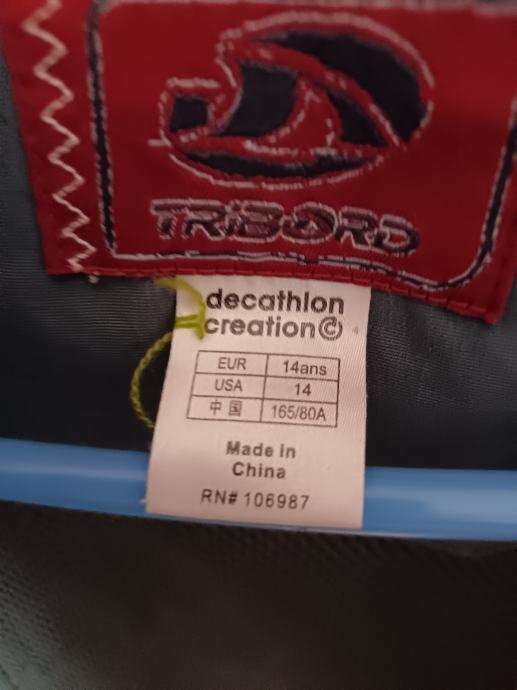 TRIBORD
decathlon
creation©
EUR 14ans
USA 14
中国 165/80A
Made in
China
RN# 106987